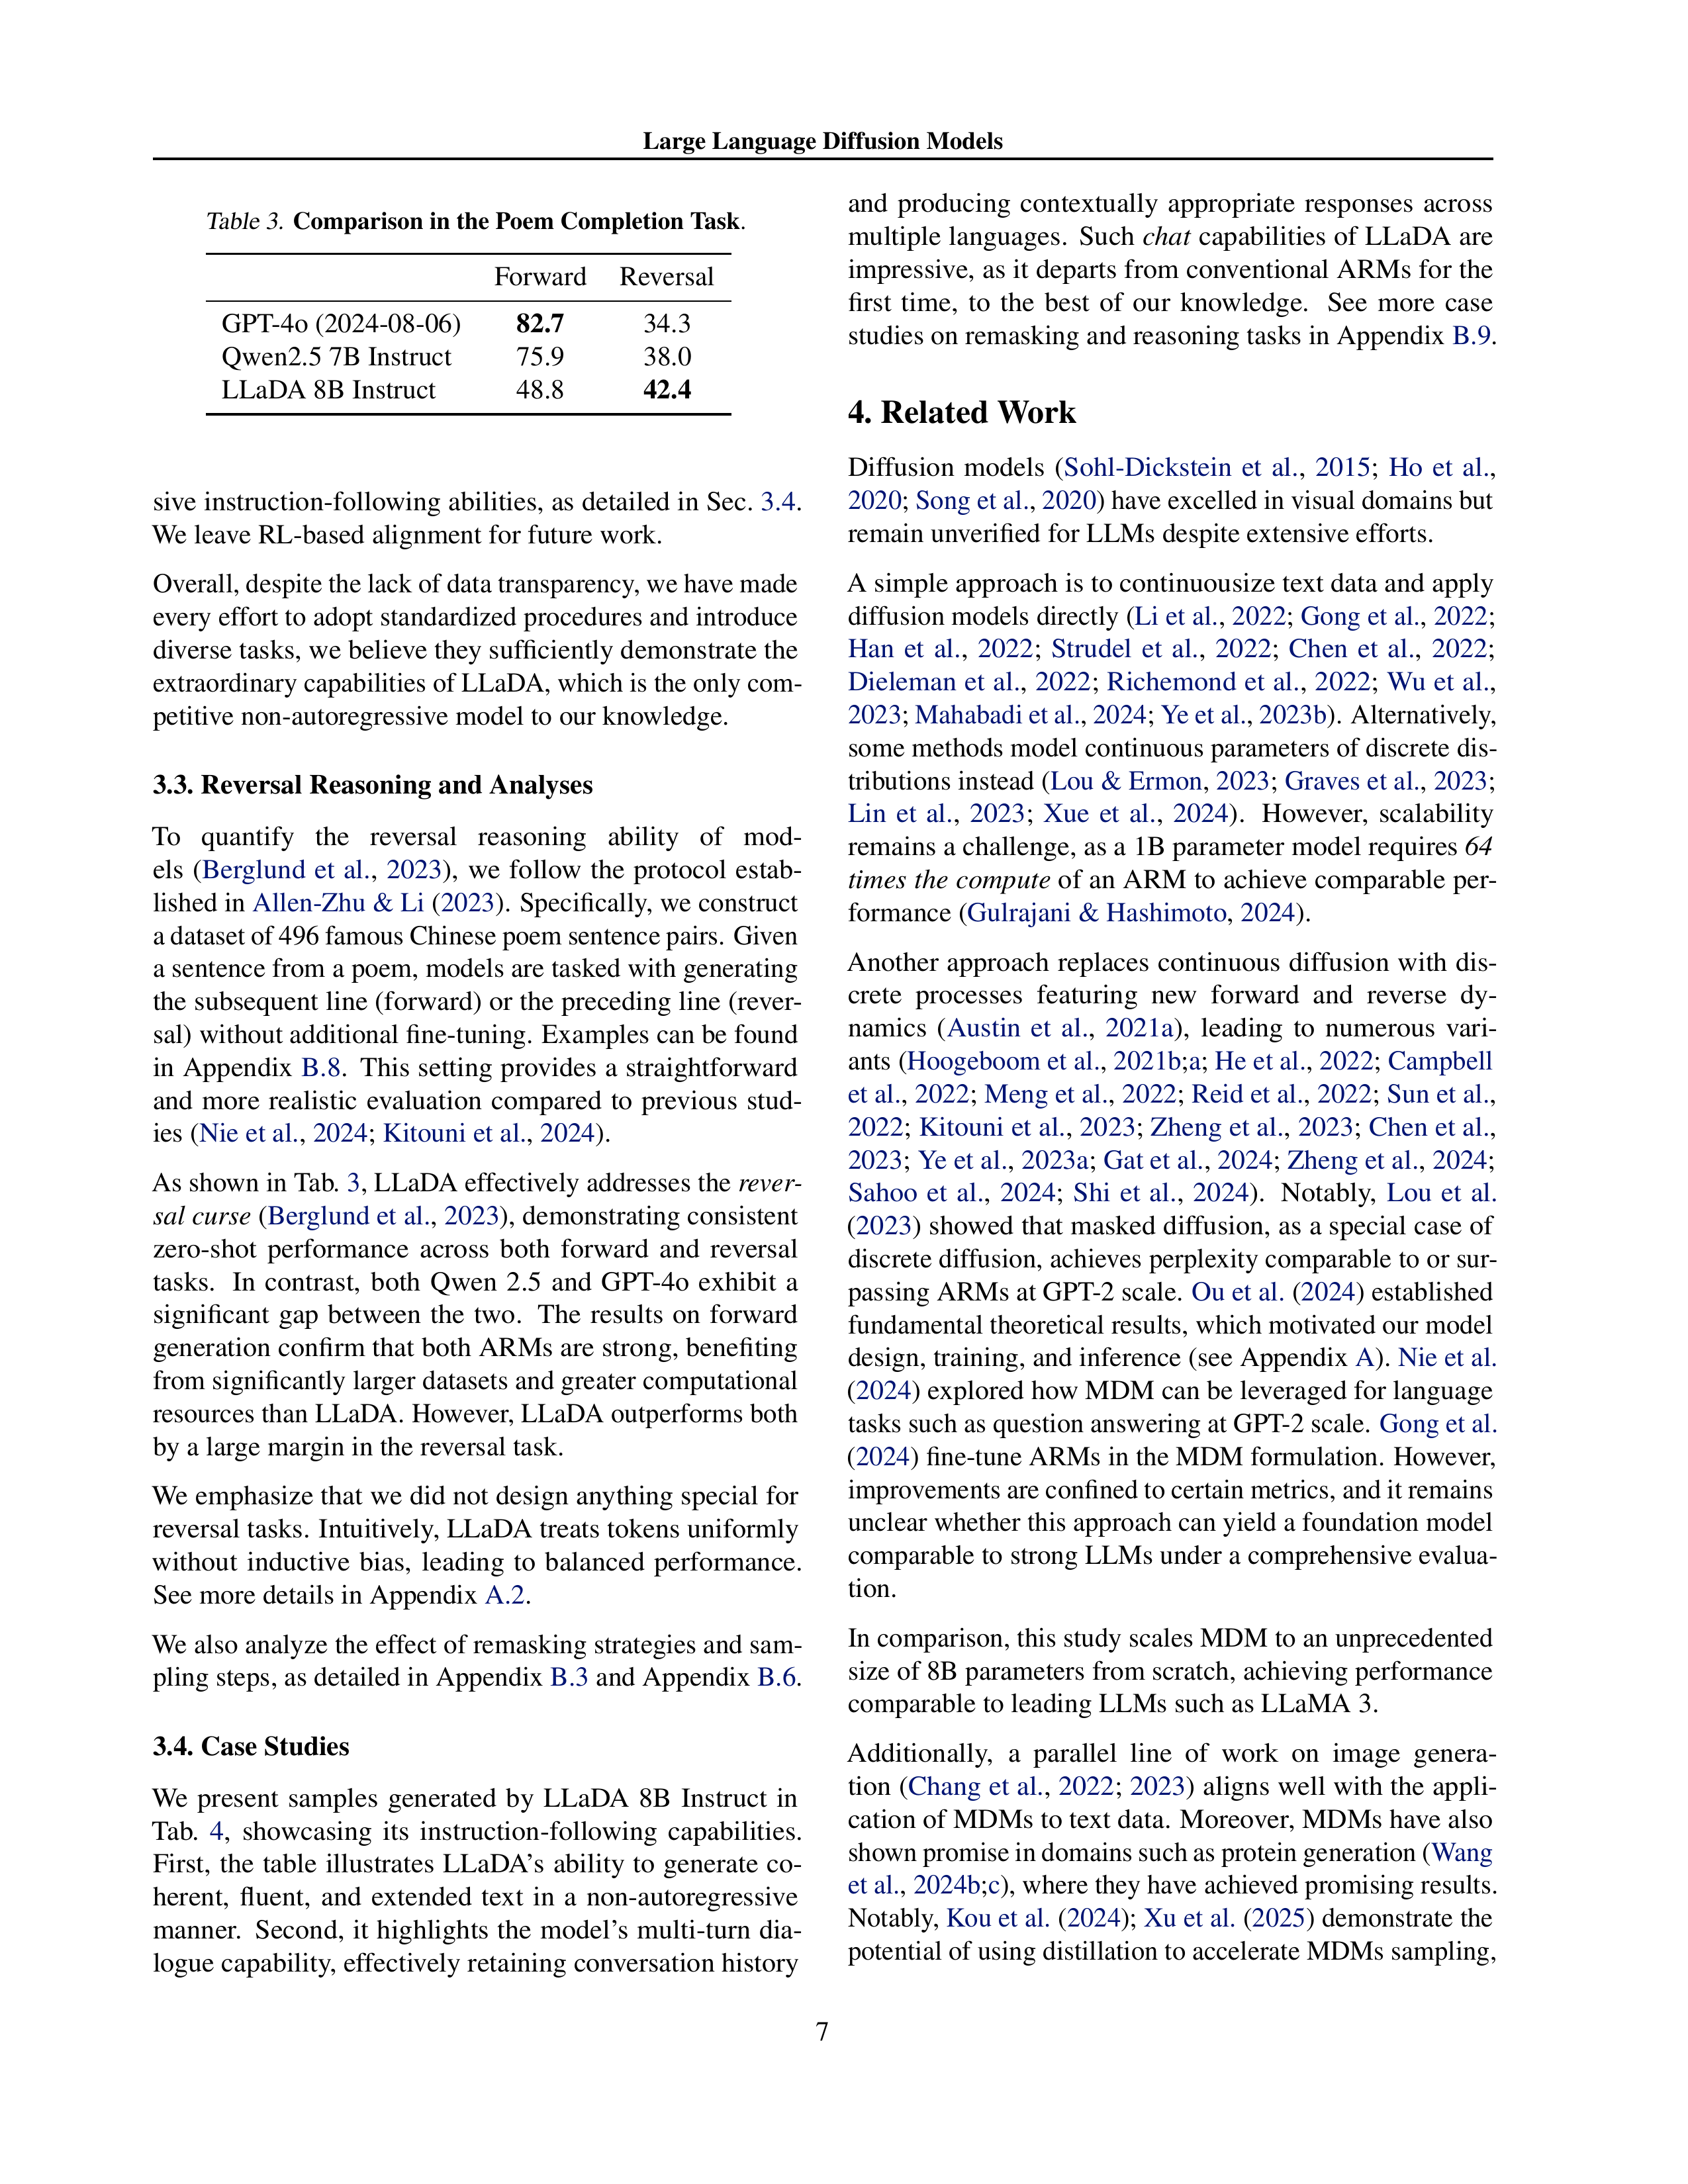 Large Language Diffusion Models
Table 3. Comparison in the Poem Completion Task.
Forward Reversal
GPT-4o (2024-08-06) 82.7 34.3
Qwen2.5 7B Instruct 75.9 38.0
LLaDA 8B Instruct 48.8 42.4
sive instruction-following abilities, as detailed in Sec. 3.4.
We leave RL-based alignment for future work.
Overall, despite the lack of data transparency, we have made
every effort to adopt standardized procedures and introduce
diverse tasks, we believe they sufficiently demonstrate the
extraordinary capabilities of LLaDA, which is the only com-
petitive non-autoregressive model to our knowledge.
3.3. Reversal Reasoning and Analyses
To quantify the reversal reasoning ability of mod-
els (Berglund et al., 2023), we follow the protocol estab-
lished in Allen-Zhu & Li (2023). Specifically, we construct
a dataset of 496 famous Chinese poem sentence pairs. Given
a sentence from a poem, models are tasked with generating
the subsequent line (forward) or the preceding line (rever-
sal) without additional fine-tuning. Examples can be found
in Appendix B.8. This setting provides a straightforward
and more realistic evaluation compared to previous stud-
ies (Nie et al., 2024; Kitouni et al., 2024).
As shown in Tab. 3, LLaDA effectively addresses the rever-
sal curse (Berglund et al., 2023), demonstrating consistent
zero-shot performance across both forward and reversal
tasks. In contrast, both Qwen 2.5 and GPT-4o exhibit a
significant gap between the two. The results on forward
generation confirm that both ARMs are strong, benefiting
from significantly larger datasets and greater computational
resources than LLaDA. However, LLaDA outperforms both
by a large margin in the reversal task.
We emphasize that we did not design anything special for
reversal tasks. Intuitively, LLaDA treats tokens uniformly
without inductive bias, leading to balanced performance.
See more details in Appendix A.2.
We also analyze the effect of remasking strategies and sam-
pling steps, as detailed in Appendix B.3 and Appendix B.6.
3.4. Case Studies
We present samples generated by LLaDA 8B Instruct in
Tab. 4, showcasing its instruction-following capabilities.
First, the table illustrates LLaDA's ability to generate co-
herent, fluent, and extended text in a non-autoregressive
manner. Second, it highlights the model's multi-turn dia-
logue capability, effectively retaining conversation history
and producing contextually appropriate responses across
multiple languages. Such chat capabilities of LLaDA are
impressive, as it departs from conventional ARMs for the
first time, to the best of our knowledge. See more case
studies on remasking and reasoning tasks in Appendix B.9.
4. Related Work
Diffusion models (Sohl-Dickstein et al., 2015; Ho et al.,
2020; Song et al., 2020) have excelled in visual domains but
remain unverified for LLMs despite extensive efforts.
A simple approach is to continuousize text data and apply
diffusion models directly (Li et al., 2022; Gong et al., 2022;
Han et al., 2022; Strudel et al., 2022; Chen et al., 2022;
Dieleman et al., 2022; Richemond et al., 2022; Wu et al.,
2023; Mahabadi et al., 2024; Ye et al., 2023b). Alternatively,
some methods model continuous parameters of discrete dis-
tributions instead (Lou & Ermon, 2023; Graves et al., 2023;
Lin et al., 2023; Xue et al., 2024). However, scalability
remains a challenge, as a 1B parameter model requires 64
times the compute of an ARM to achieve comparable per-
formance (Gulrajani & Hashimoto, 2024).
Another approach replaces continuous diffusion with dis-
crete processes featuring new forward and reverse dy-
namics (Austin et al., 2021a), leading to numerous vari-
ants (Hoogeboom et al., 2021b;a; He et al., 2022; Campbell
et al., 2022; Meng et al., 2022; Reid et al., 2022; Sun et al.,
2022; Kitouni et al., 2023; Zheng et al., 2023; Chen et al.,
2023; Ye et al., 2023a; Gat et al., 2024; Zheng et al., 2024;
Sahoo et al., 2024; Shi et al., 2024). Notably, Lou et al.
(2023) showed that masked diffusion, as a special case of
discrete diffusion, achieves perplexity comparable to or sur-
passing ARMs at GPT-2 scale. Ou et al. (2024) established
fundamental theoretical results, which motivated our model
design, training, and inference (see Appendix A). Nie et al.
(2024) explored how MDM can be leveraged for language
tasks such as question answering at GPT-2 scale. Gong et al.
(2024) fine-tune ARMs in the MDM formulation. However,
improvements are confined to certain metrics, and it remains
unclear whether this approach can yield a foundation model
comparable to strong LLMs under a comprehensive evalua-
tion.
In comparison, this study scales MDM to an unprecedented
size of 8B parameters from scratch, achieving performance
comparable to leading LLMs such as LLaMA 3.
Additionally, a parallel line of work on image genera-
tion (Chang et al., 2022; 2023) aligns well with the appli-
cation of MDMs to text data. Moreover, MDMs have also
shown promise in domains such as protein generation (Wang
et al., 2024b;c), where they have achieved promising results.
Notably, Kou et al. (2024); Xu et al. (2025) demonstrate the
potential of using distillation to accelerate MDMs sampling,
7